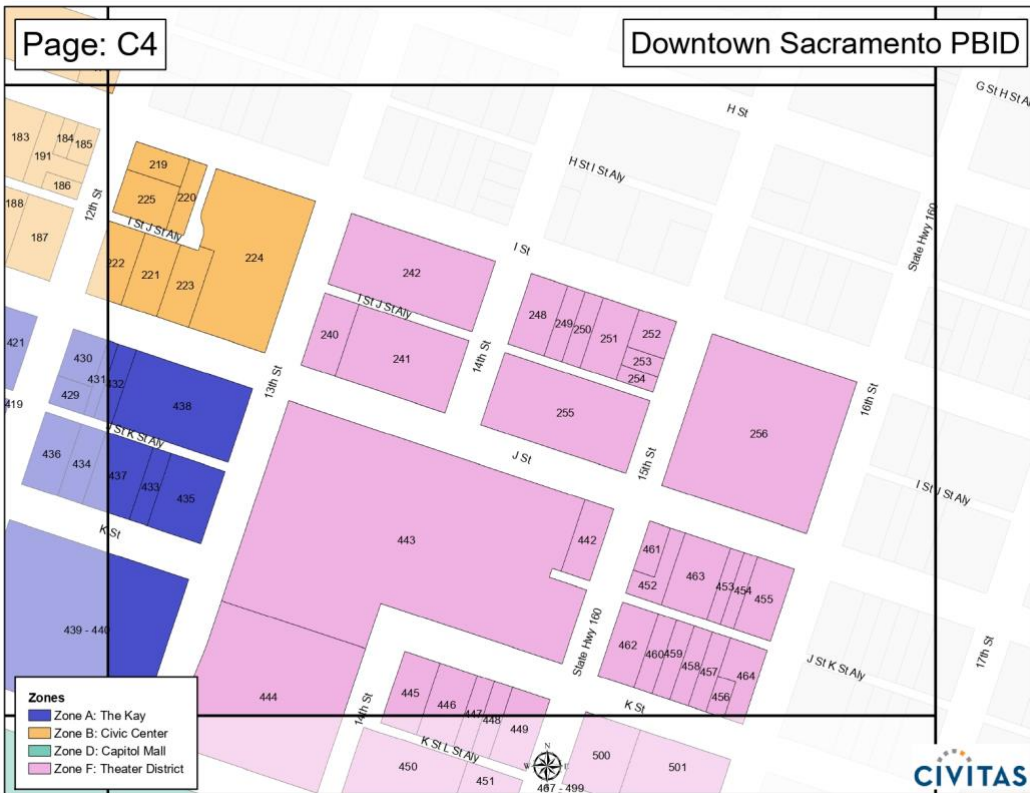 Page: C4
Downtown Sacramento PBID
G St H St Al
H St
H St I St Aly
183
184
185
191
186
188
187
12th St
219
225
220
I St J St Aly
222
221
223
224
State Hwy 160
I St
242
I St J St Aly
240
241
14th St
248
249
250
251
252
253
254
255
256
16th St
15th St
J St
13th St
421
430
431
432
429
438
419
J St K St Aly
436
434
437
433
435
K St
439 - 440
443
442
461
452
463
453
454
455
I St J St Aly
State Hwy 160
462
460
459
458
457
456
464
K St
J St K St Aly
17th St
444
14th St
445
446
447
448
449
K St L St Aly
450
451
N
W
E
467 - 499
500
501
Zones
Zone A: The Kay
Zone B: Civic Center
Zone D: Capitol Mall
Zone F: Theater District
CIVITAS